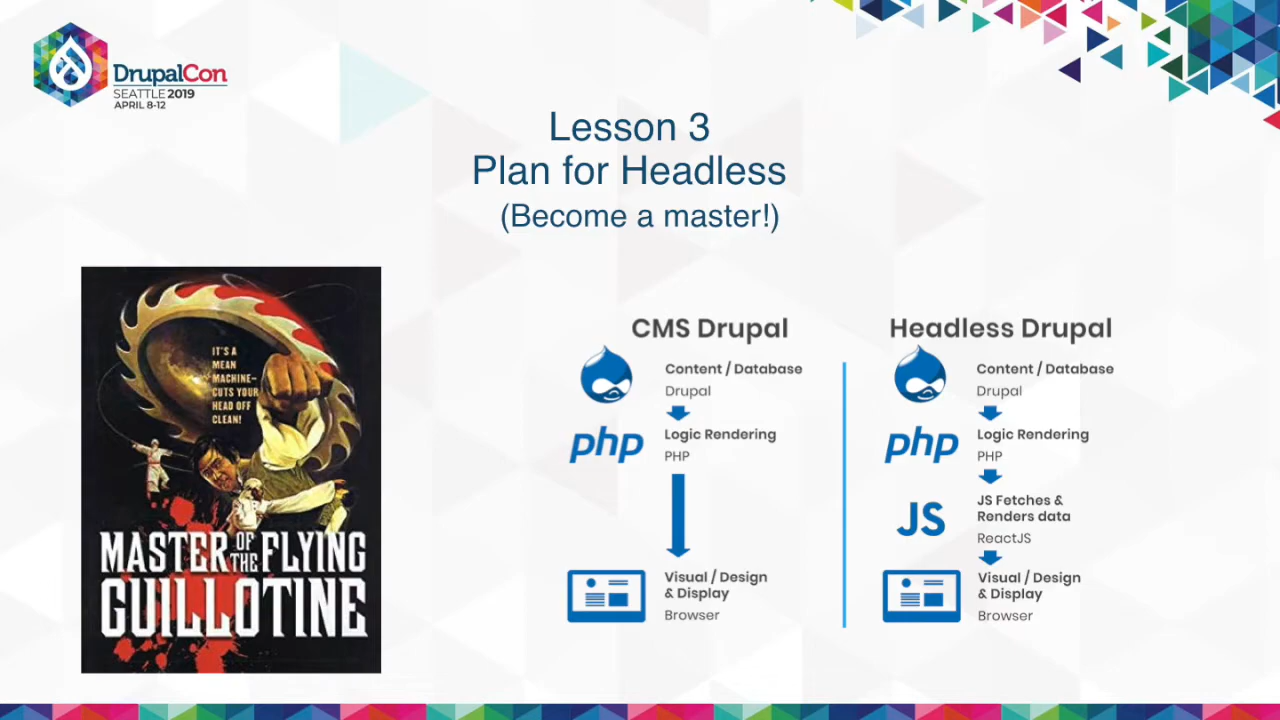 DrupalCon
SEATTLE 2019
APRIL 8-12
Lesson 3
Plan for Headless
(Become a master!)
IT'S A
MEAN
MACHINE–
CUTS YOUR
HEAD OFF
CLEAN!
MASTER OF THE FLYING
GUILLOTINE
CMS Drupal
Content / Database
Drupal
php
Logic Rendering
PHP
Visual / Design
& Display
Browser
Headless Drupal
Content / Database
Drupal
php
Logic Rendering
PHP
JS
JS Fetches &
Renders data
ReactJS
Visual / Design
& Display
Browser